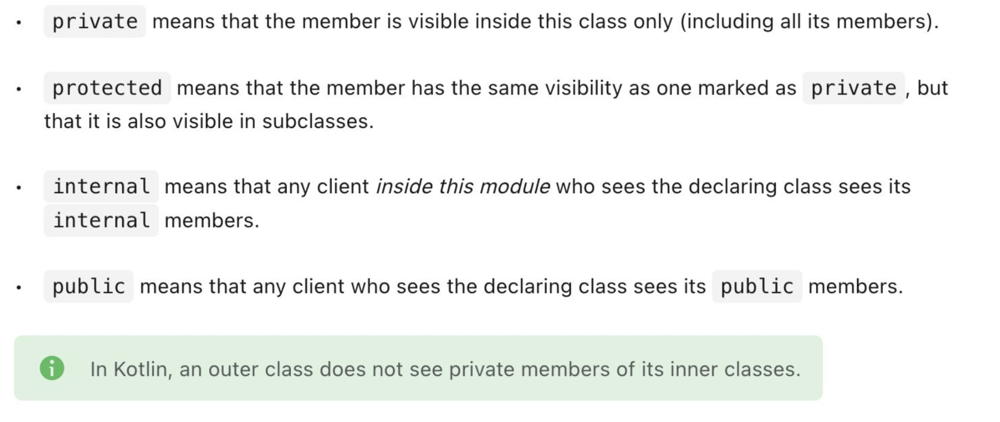 • private means that the member is visible inside this class only (including all its members).
• protected means that the member has the same visibility as one marked as private, but
that it is also visible in subclasses.
• internal means that any client inside this module who sees the declaring class sees its
internal members.
• public means that any client who sees the declaring class sees its public members.
In Kotlin, an outer class does not see private members of its inner classes.